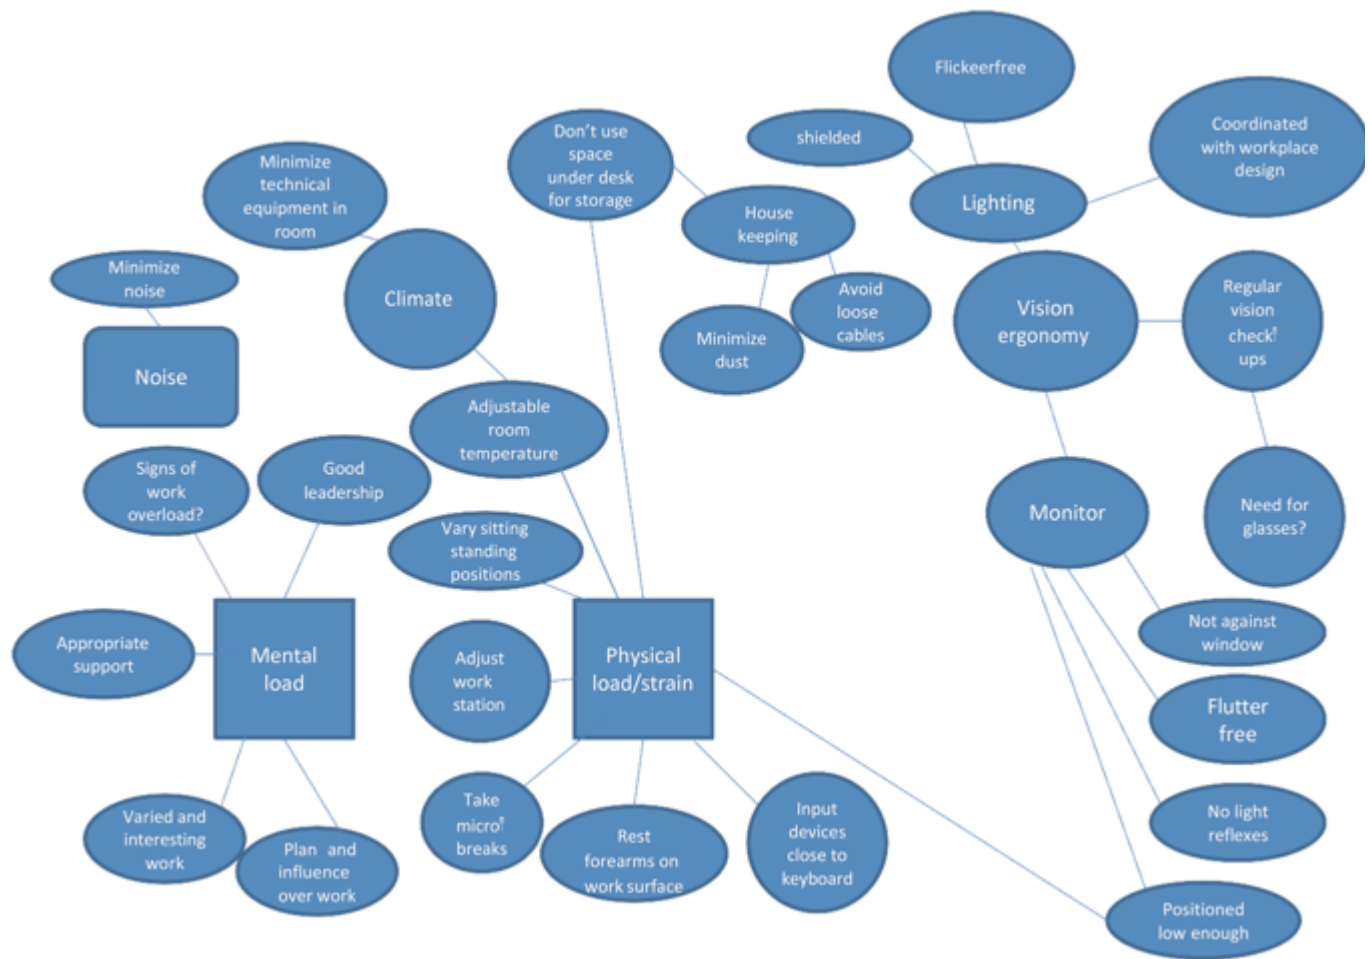 Flickeerfree
Coordinated
with workplace
design
shielded
Don't use
space
under desk
for storage
Minimize
technical
equipment in
room
Lighting
House
keeping
Minimize
noise
Climate
Vision
ergonomy
Regular
vision
check↑
ups
Avoid
loose
cables
Minimize
dust
Noise
Adjustable
room
temperature
Signs of
work
overload?
Good
leadership
Monitor
Need for
glasses?
Vary sitting
standing
positions
Not against
window
Appropriate
support
Mental
load
Adjust
work
station
Physical
load/strain
Flutter
free
No light
reflexes
Varied and
interesting
work
Plan and
influence
over work
Take
micro↑
breaks
Rest
forearms on
work surface
Input
devices
close to
keyboard
Positioned
low enough